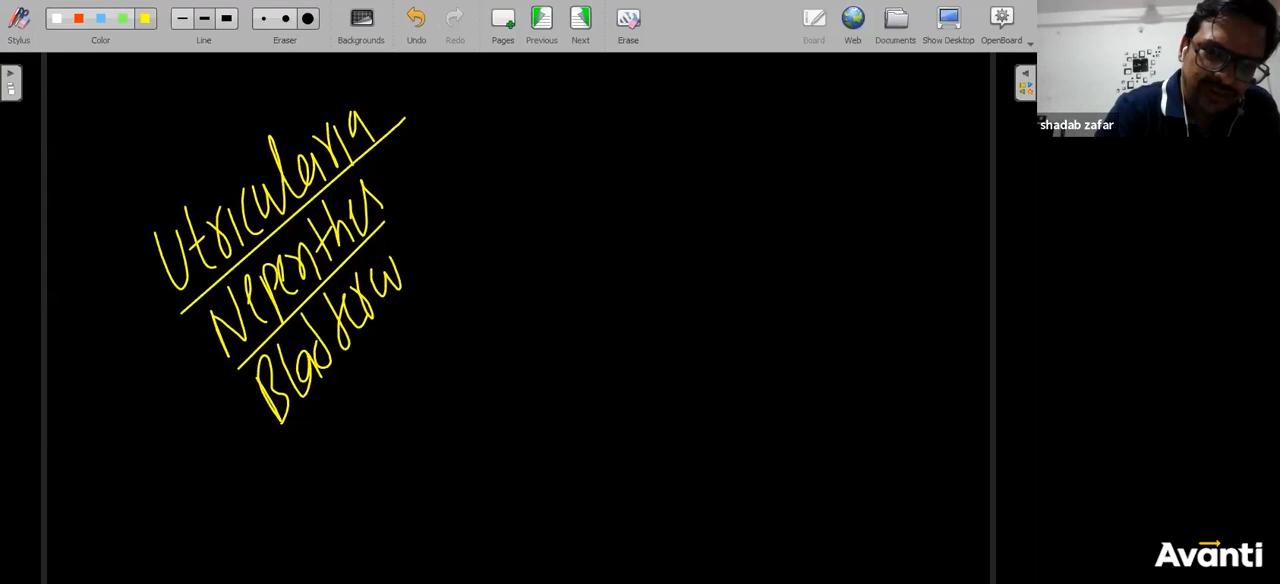 Stylus
Color
Line
Eraser
Backgrounds
Undo
Redo
Pages
Previous
Next
Erase
Board
Web
Documents
Show Desktop
OpenBoard
shadab zafar
Utricularia
Nepenthes
Avanti